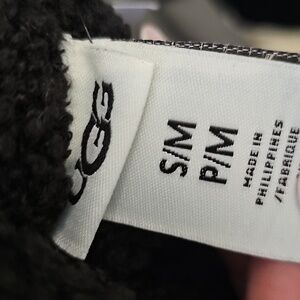 UGG
S/M
P/M
MADE IN
PHILIPPINES
/FABRIQUE